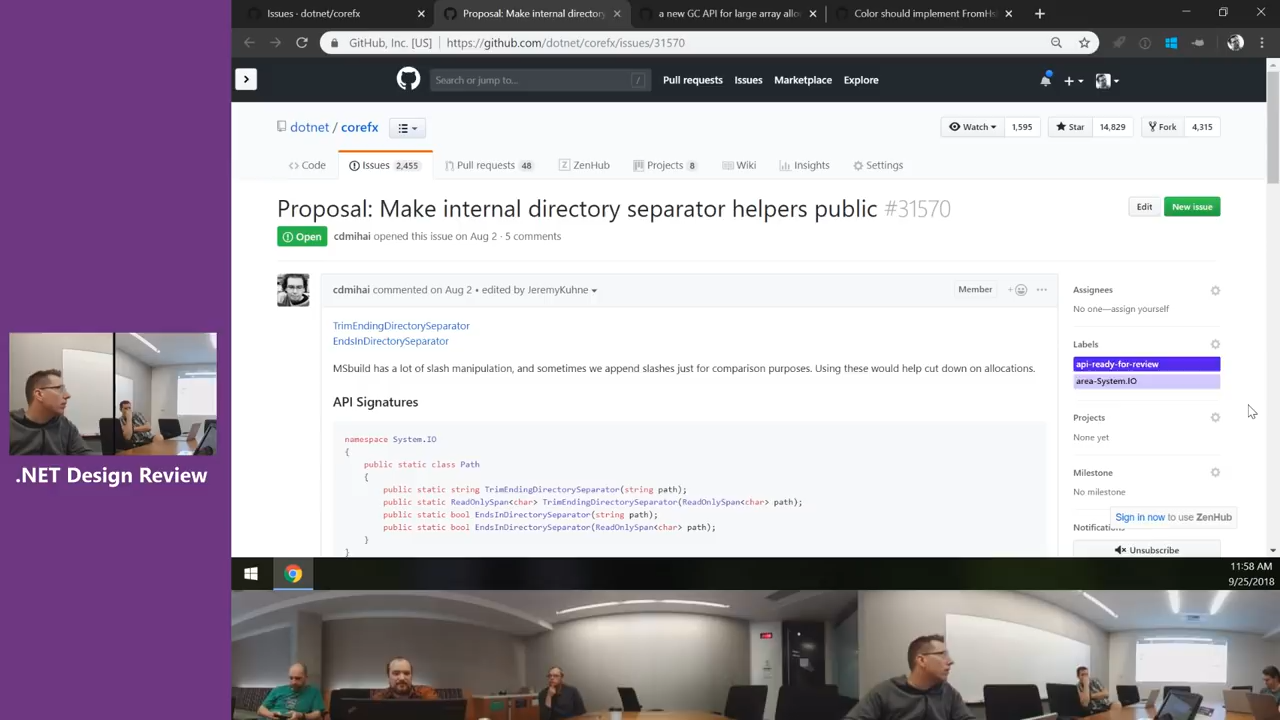 Issues · dotnet/corefx
Proposal: Make internal directory
a new GC API for large array allo
Color should implement FromHs
GitHub, Inc. [US] | https://github.com/dotnet/corefx/issues/31570
Search or jump to...
/
Pull requests
Issues
Marketplace
Explore
dotnet / corefx
Watch 1,595
Star 14,829
Fork 4,315
Code
Issues 2,455
Pull requests 48
ZenHub
Projects 8
Wiki
Insights
Settings
Proposal: Make internal directory separator helpers public #31570
Edit
New issue
Open
cdmihai opened this issue on Aug 2 · 5 comments
cdmihai commented on Aug 2 • edited by JeremyKuhne
Member
TrimEndingDirectorySeparator
EndsInDirectorySeparator
MSbuild has a lot of slash manipulation, and sometimes we append slashes just for comparison purposes. Using these would help cut down on allocations.
API Signatures
namespace System.IO
{
public static class Path
{
public static string TrimEndingDirectorySeparator(string path);
public static ReadOnlySpan<char> TrimEndingDirectorySeparator(ReadOnlySpan<char> path);
public static bool EndsInDirectorySeparator(string path);
public static bool EndsInDirectorySeparator(ReadOnlySpan<char> path);
}
}
Assignees
No one—assign yourself
Labels
api-ready-for-review
area-System.IO
Projects
None yet
Milestone
No milestone
Sign in now to use ZenHub
Notifications
Unsubscribe
.NET Design Review
11:58 AM
9/25/2018